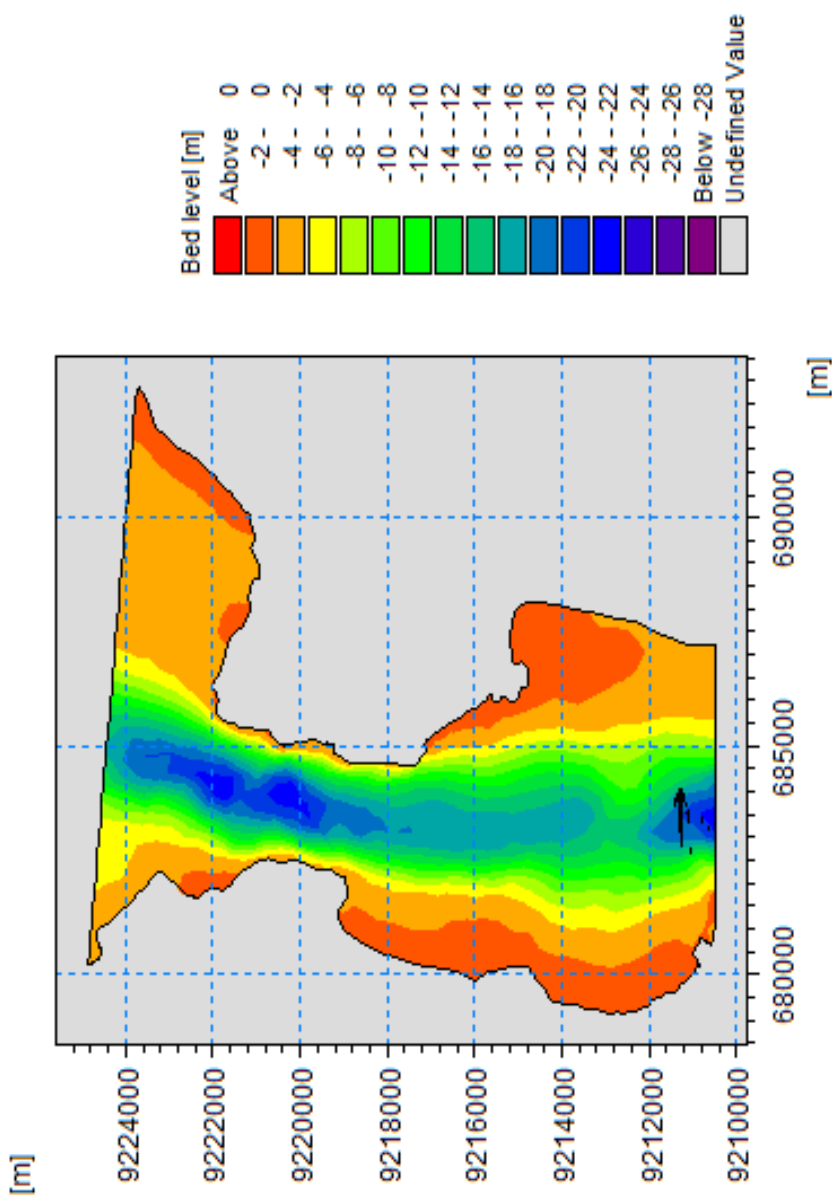 [m]
9224000
9222000
9220000
9218000
9216000
9214000
9212000
9210000
680000
685000
690000
[m]
Bed level [m]
Above 0
-2 - 0
-4 - -2
-6 - -4
-8 - -6
-10 - -8
-12 - -10
-14 - -12
-16 - -14
-18 - -16
-20 - -18
-22 - -20
-24 - -22
-26 - -24
-28 - -26
Below -28
Undefined Value